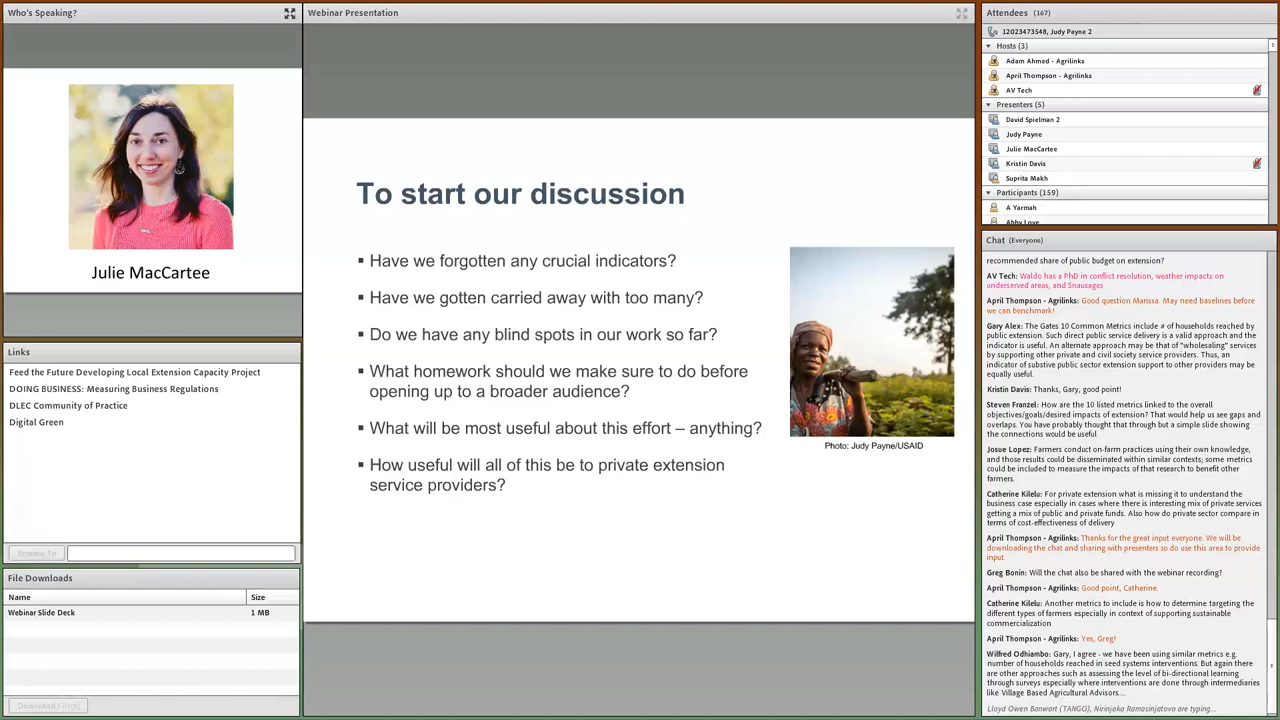 Who's Speaking?
Julie MacCartee
Links
Feed the Future Developing Local Extension Capacity Project
DOING BUSINESS: Measuring Business Regulations
DLEC Community of Practice
Digital Green
Browse To
File Downloads
Name Size
Webinar Slide Deck 1 MB
Download File(s)
Webinar Presentation
To start our discussion
▪ Have we forgotten any crucial indicators?
▪ Have we gotten carried away with too many?
▪ Do we have any blind spots in our work so far?
▪ What homework should we make sure to do before
opening up to a broader audience?
▪ What will be most useful about this effort – anything?
▪ How useful will all of this be to private extension
service providers?
Photo: Judy Payne/USAID
Attendees (167)
12023473548, Judy Payne 2
Hosts (3)
Adam Ahmed - Agrilinks
April Thompson - Agrilinks
AV Tech
Presenters (5)
David Spielman 2
Judy Payne
Julie MacCartee
Kristin Davis
Suprita Makh
Participants (159)
A Yarmah
Abby Love
Chat (Everyone)
recommended share of public budget on extension?
AV Tech: Waldo has a PhD in conflict resolution, weather impacts on
underserved areas, and Snausages
April Thompson - Agrilinks: Good question Marissa. May need baselines before
we can benchmark!
Gary Alex: The Gates 10 Common Metrics include # of households reached by
public extension. Such direct public service delivery is a valid approach and the
indicator is useful. An alternate approach may be that of "wholesaling" services
by supporting other private and civil society service providers. Thus, an
indicator of substive public sector extension support to other providers may be
equally useful.
Kristin Davis: Thanks, Gary, good point!
Steven Franzel: How are the 10 listed metrics linked to the overall
objectives/goals/desired impacts of extension? That would help us see gaps and
overlaps. You have probably thought that through but a simple slide showing
the connections would be useful
Josue Lopez: Farmers conduct on-farm practices using their own knowledge,
and those results could be disseminated within similar contexts; some metrics
could be included to measure the impacts of that research to benefit other
farmers.
Catherine Kilelu: For private extension what is missing it to understand the
business case especially in cases where there is interesting mix of private services
getting a mix of public and private funds. Also how do private sector compare in
terms of cost-effectiveness of delivery
April Thompson - Agrilinks: Thanks for the great input everyone. We will be
downloading the chat and sharing with presenters so do use this area to provide
input.
Greg Bonin: Will the chat also be shared with the webinar recording?
April Thompson - Agrilinks: Good point, Catherine.
Catherine Kilelu: Another metrics to include is how to determine targeting the
different types of farmers especially in context of supporting sustainable
commercialization
April Thompson - Agrilinks: Yes, Greg!
Wilfred Odhiambo: Gary, I agree - we have been using similar metrics e.g.
number of households reached in seed systems interventions. But again there
are other approaches such as assessing the level of bi-directional learning
through surveys especially where interventions are done through intermediaries
like Village Based Agricultural Advisors....
Lloyd Owen Banwart (TANGO), Nirinjaka Ramasinjatovo are typing...